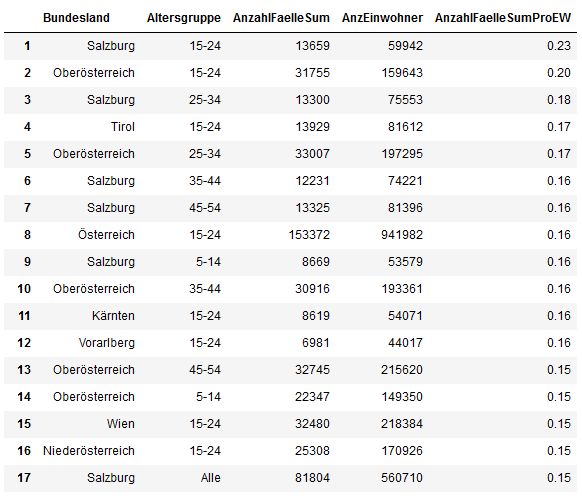 Bundesland Altersgruppe AnzahlFaelleSum AnzEinwohner AnzahlFaelleSumProEW
1 Salzburg 15-24 13659 59942 0.23
2 Oberösterreich 15-24 31755 159643 0.20
3 Salzburg 25-34 13300 75553 0.18
4 Tirol 15-24 13929 81612 0.17
5 Oberösterreich 25-34 33007 197295 0.17
6 Salzburg 35-44 12231 74221 0.16
7 Salzburg 45-54 13325 81396 0.16
8 Österreich 15-24 153372 941982 0.16
9 Salzburg 5-14 8669 53579 0.16
10 Oberösterreich 35-44 30916 193361 0.16
11 Kärnten 15-24 8619 54071 0.16
12 Vorarlberg 15-24 6981 44017 0.16
13 Oberösterreich 45-54 32745 215620 0.15
14 Oberösterreich 5-14 22347 149350 0.15
15 Wien 15-24 32480 218384 0.15
16 Niederösterreich 15-24 25308 170926 0.15
17 Salzburg Alle 81804 560710 0.15